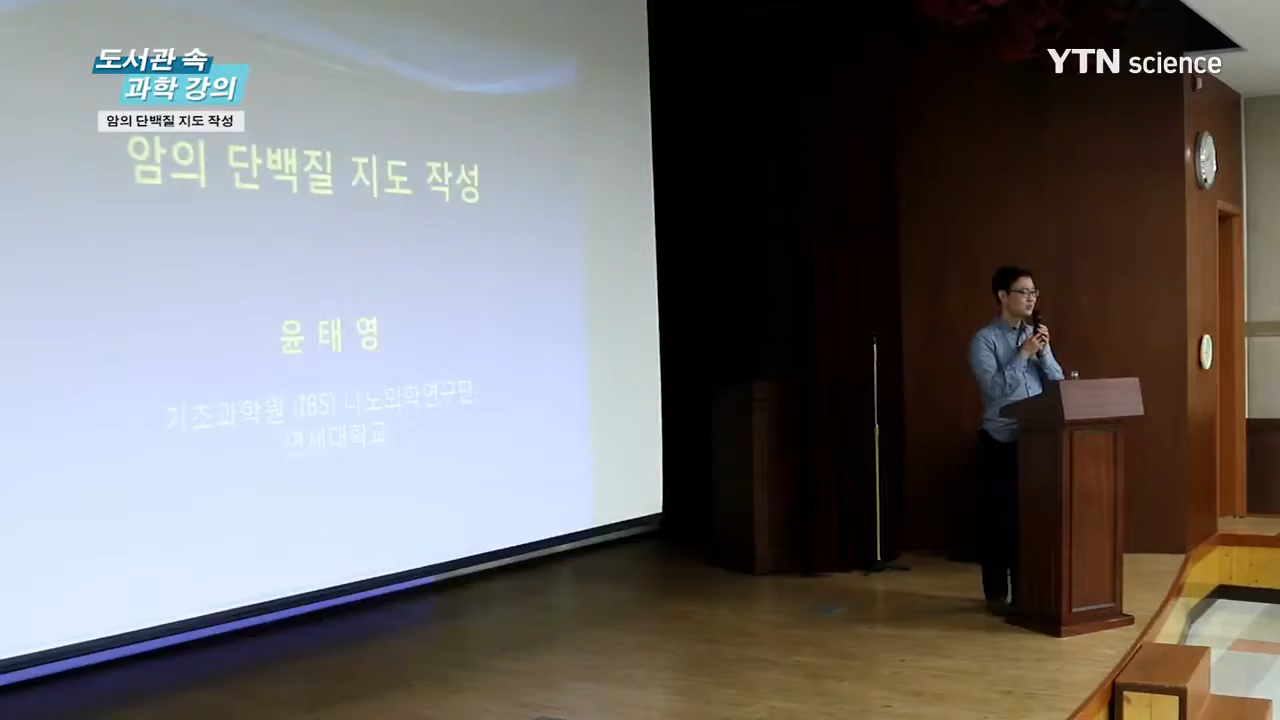 도서관 속
과학 강의
암의 단백질 지도 작성
YTN science
암의 단백질 지도 작성
윤 태 영
기초과학원 (IBS) 나노의학연구단
연세대학교